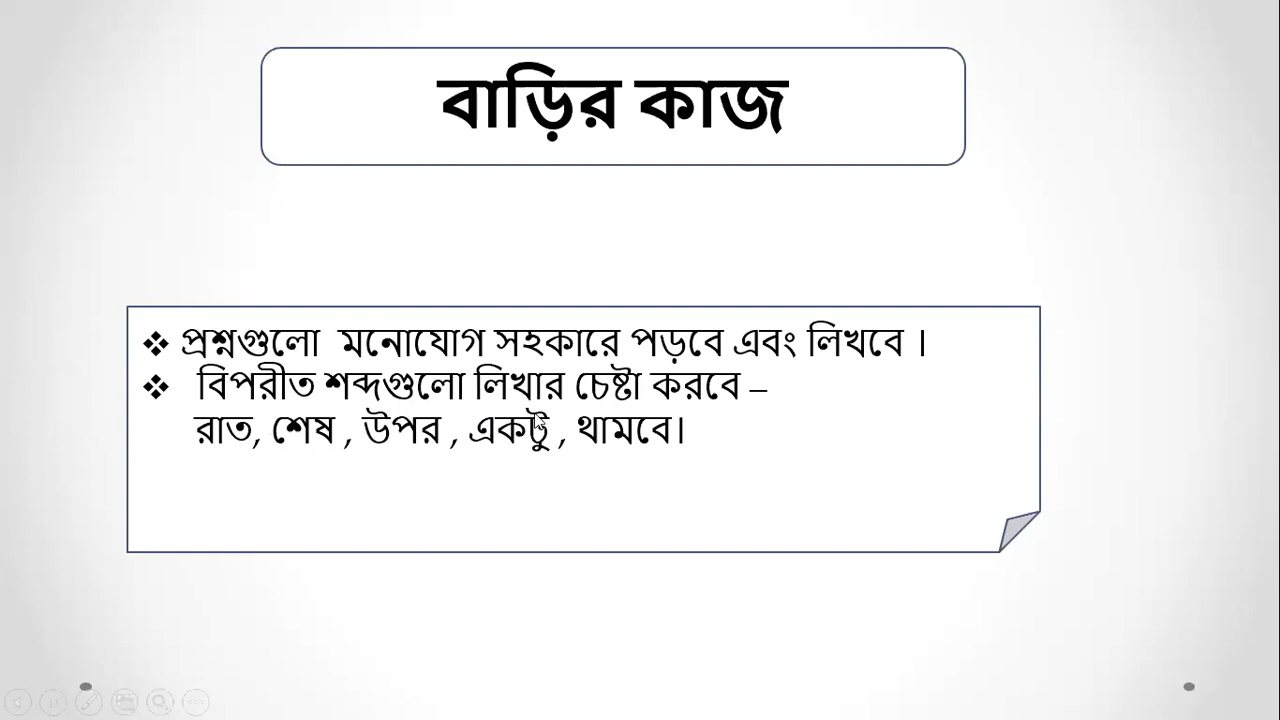 বাড়ির কাজ
❖ প্রশ্নগুলো মনোযোগ সহকারে পড়বে এবং লিখবে ।
❖ বিপরীত শব্দগুলো লিখার চেষ্টা করবে –
রাত, শেষ , উপর , একটু , থামবে।